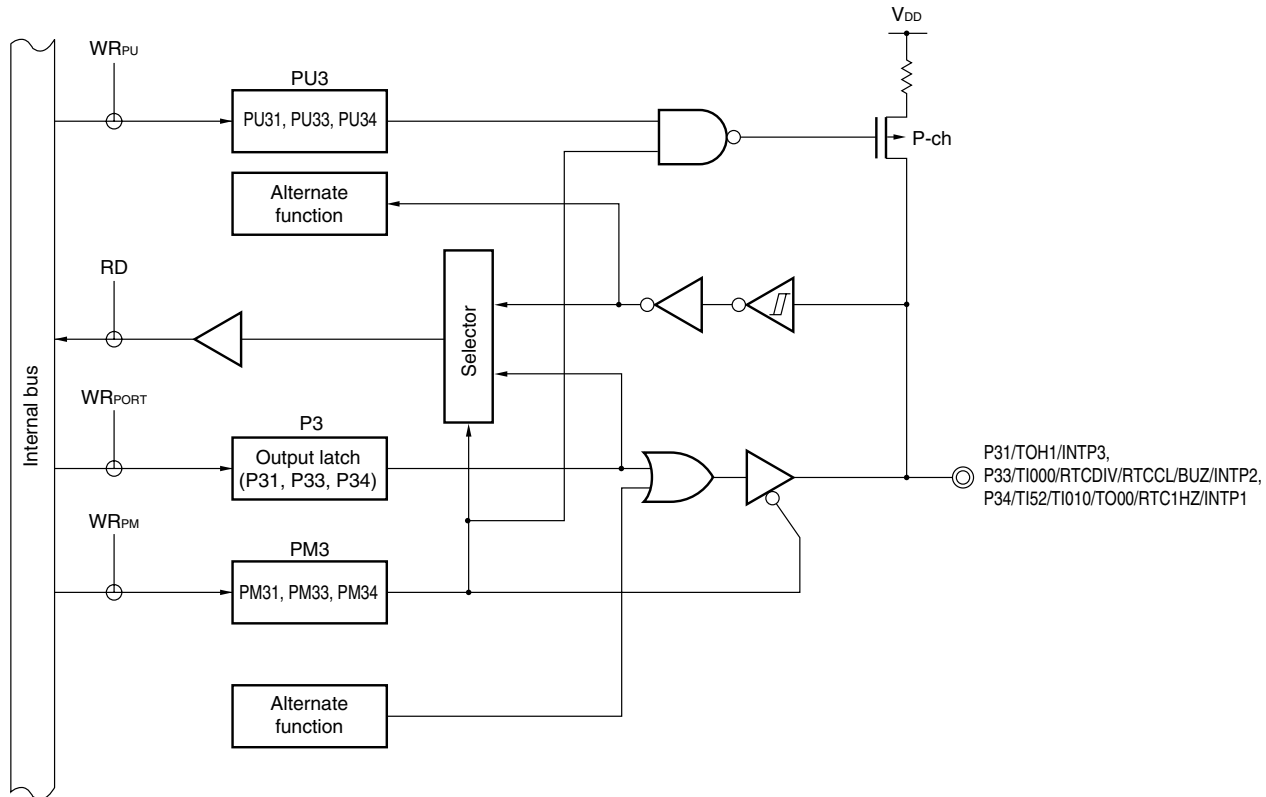 VDD
WRPU
PU3
PU31, PU33, PU34
P-ch
Alternate
function
RD
Selector
Internal bus
WRPORT
P3
Output latch
(P31, P33, P34)
P31/TOH1/INTP3,
P33/TI000/RTCDIV/RTCCL/BUZ/INTP2,
P34/TI52/TI010/TO00/RTC1HZ/INTP1
WRPM
PM3
PM31, PM33, PM34
Alternate
function